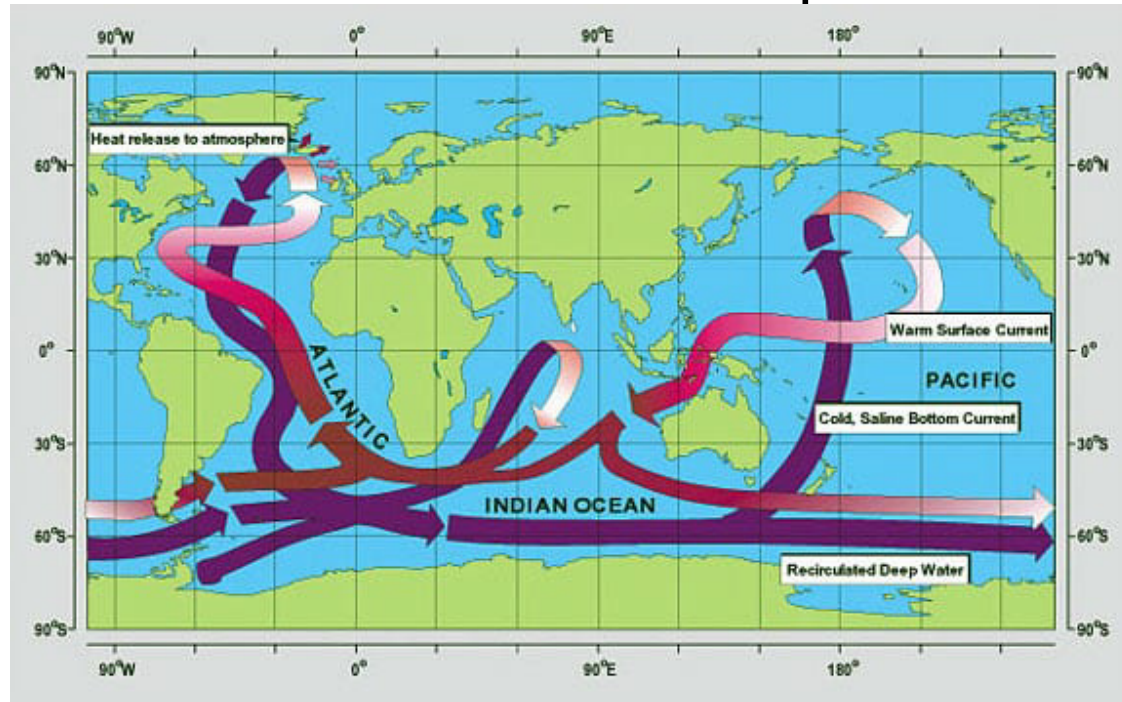 90°W 0° 90°E 180°
90°N 90°N
Heat release to atmosphere
60°N 60°N
30°N 30°N
Warm Surface Current
0° 0°
ATLANTIC
PACIFIC
Cold, Saline Bottom Current
30°S 30°S
INDIAN OCEAN
60°S 60°S
Recirculated Deep Water
90°S 90°S
90°W 0° 90°E 180°